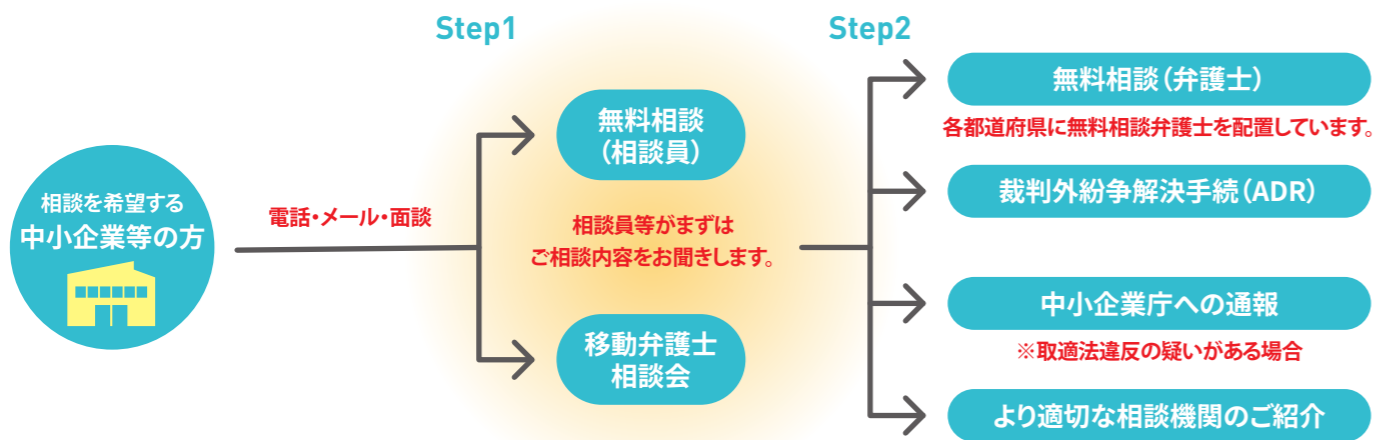 Step1
Step2
相談を希望する
中小企業等の方
電話・メール・面談
無料相談
（相談員）
相談員等がまずは
ご相談内容をお聞きします。
移動弁護士
相談会
無料相談（弁護士）
各都道府県に無料相談弁護士を配置しています。
裁判外紛争解決手続（ADR）
中小企業庁への通報
※取適法違反の疑いがある場合
より適切な相談機関のご紹介